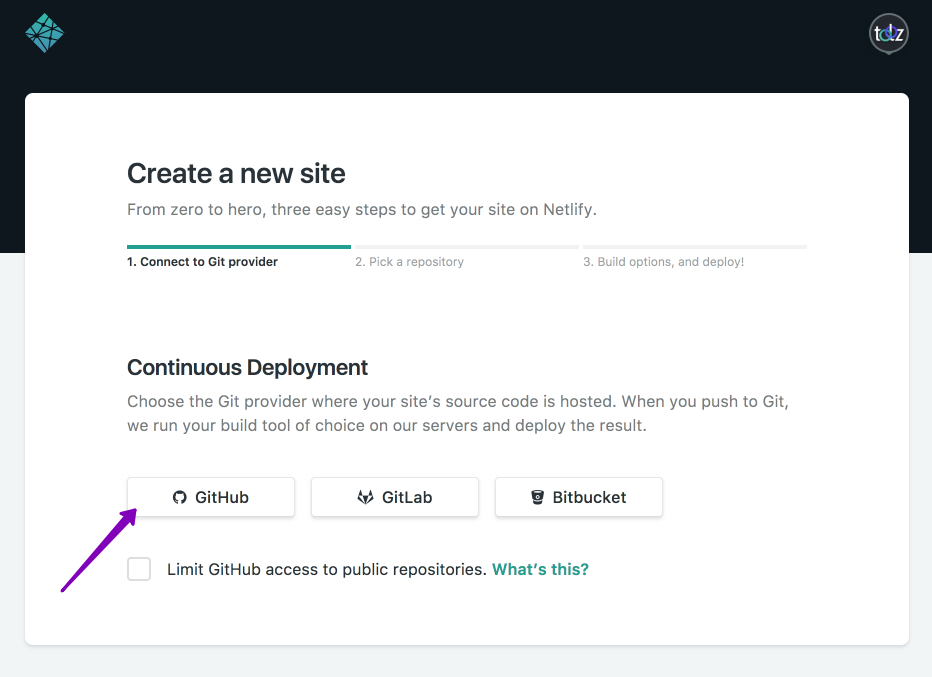 tdz
Create a new site
From zero to hero, three easy steps to get your site on Netlify.
1. Connect to Git provider
2. Pick a repository
3. Build options, and deploy!
Continuous Deployment
Choose the Git provider where your site’s source code is hosted. When you push to Git,
we run your build tool of choice on our servers and deploy the result.
GitHub
GitLab
Bitbucket
Limit GitHub access to public repositories. What’s this?